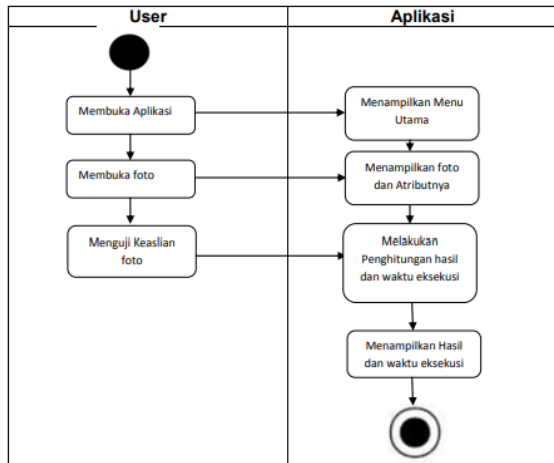 User
Aplikasi
Membuka Aplikasi
Menampilkan Menu
Utama
Membuka foto
Menampilkan foto
dan Atributnya
Menguji Keaslian
foto
Melakukan
Penghitungan hasil
dan waktu eksekusi
Menampilkan Hasil
dan waktu eksekusi